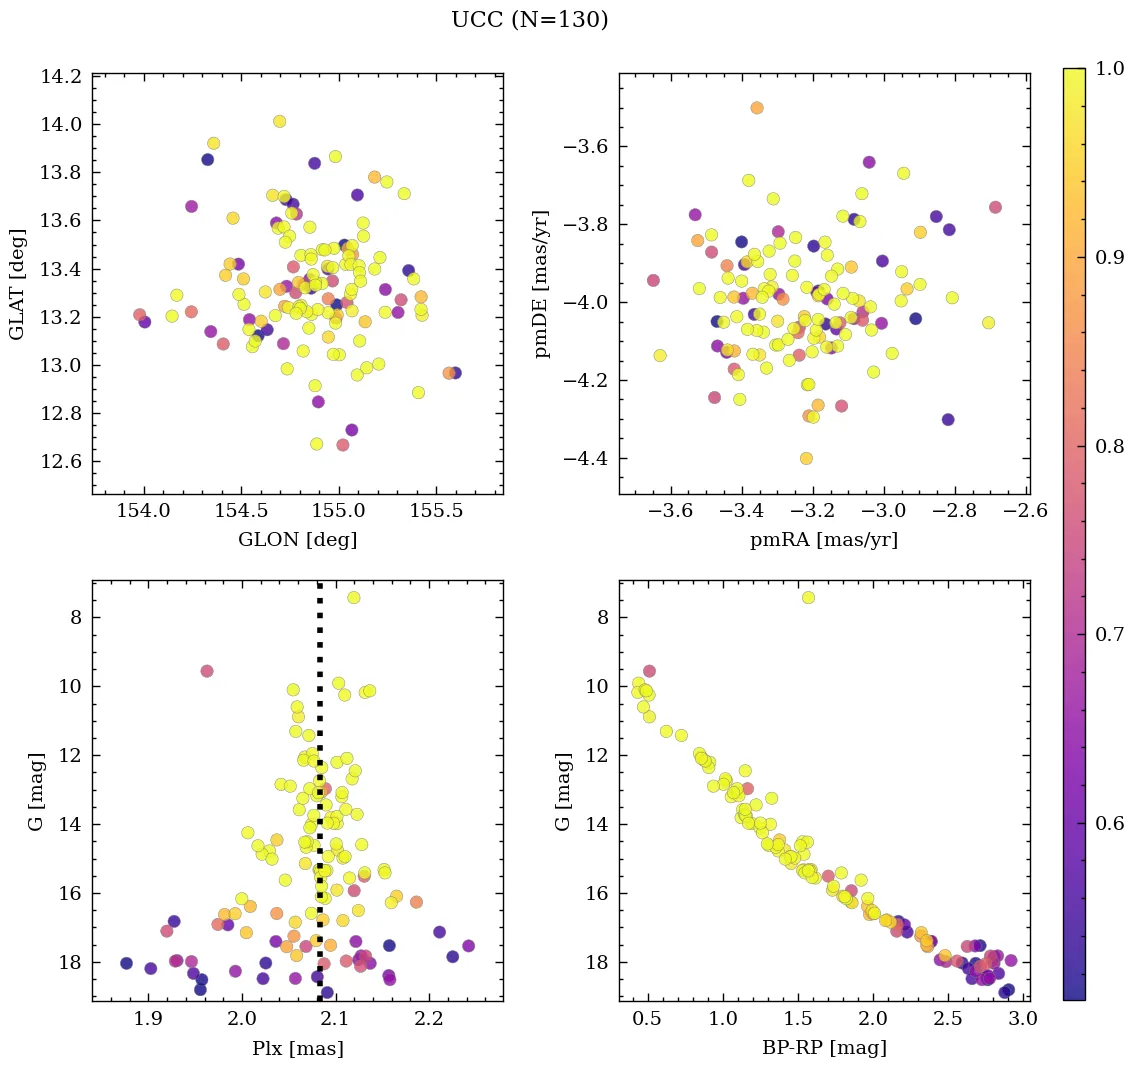 UCC (N=130)
14.2
14.0
13.8
13.6
13.4
13.2
13.0
12.8
12.6
GLAT [deg]
154.0 154.5 155.0 155.5
GLON [deg]
−3.6
−3.8
−4.0
−4.2
−4.4
pmDE [mas/yr]
−3.6 −3.4 −3.2 −3.0 −2.8 −2.6
pmRA [mas/yr]
8
10
12
14
16
18
G [mag]
1.9 2.0 2.1 2.2
Plx [mas]
8
10
12
14
16
18
G [mag]
0.5 1.0 1.5 2.0 2.5 3.0
BP-RP [mag]
1.0
0.9
0.8
0.7
0.6